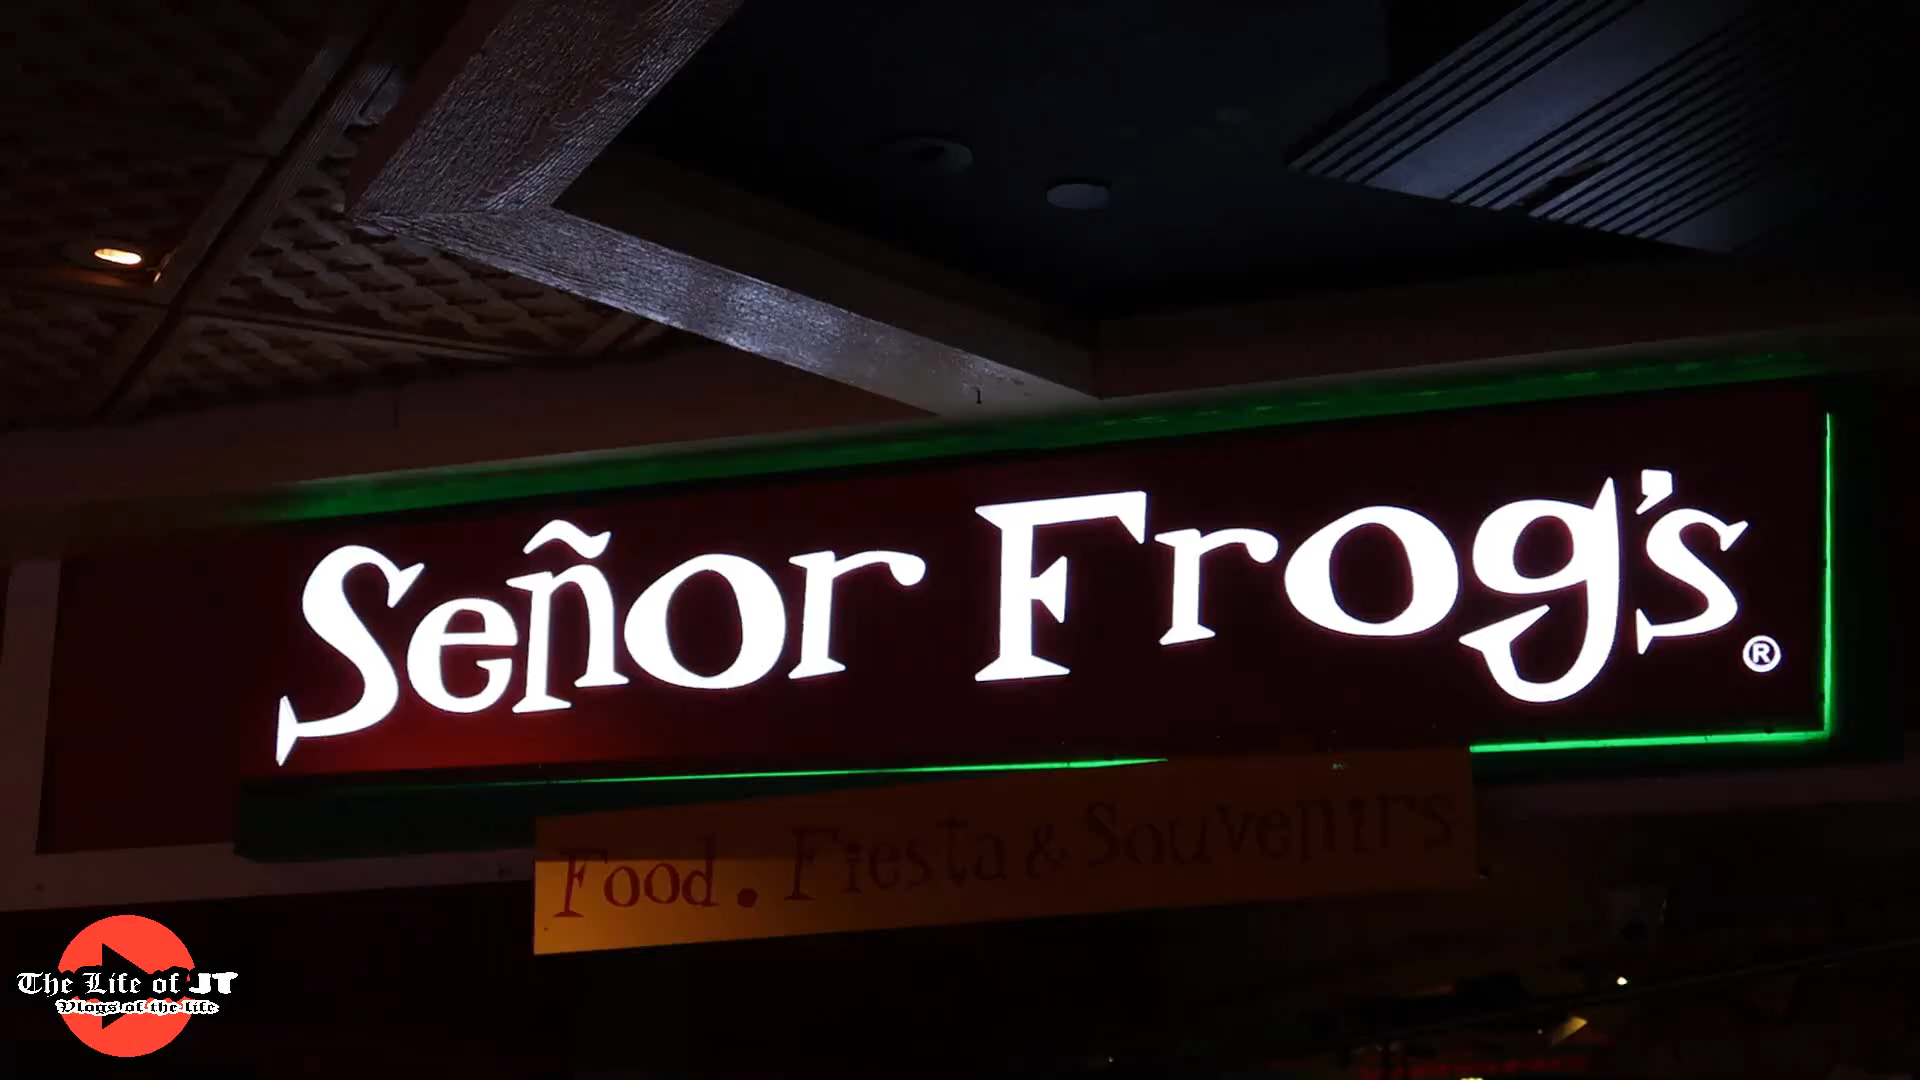 Señor Frog's®
Food. Fiesta & Souvenirs
The Life of JT
Vlogs of the life